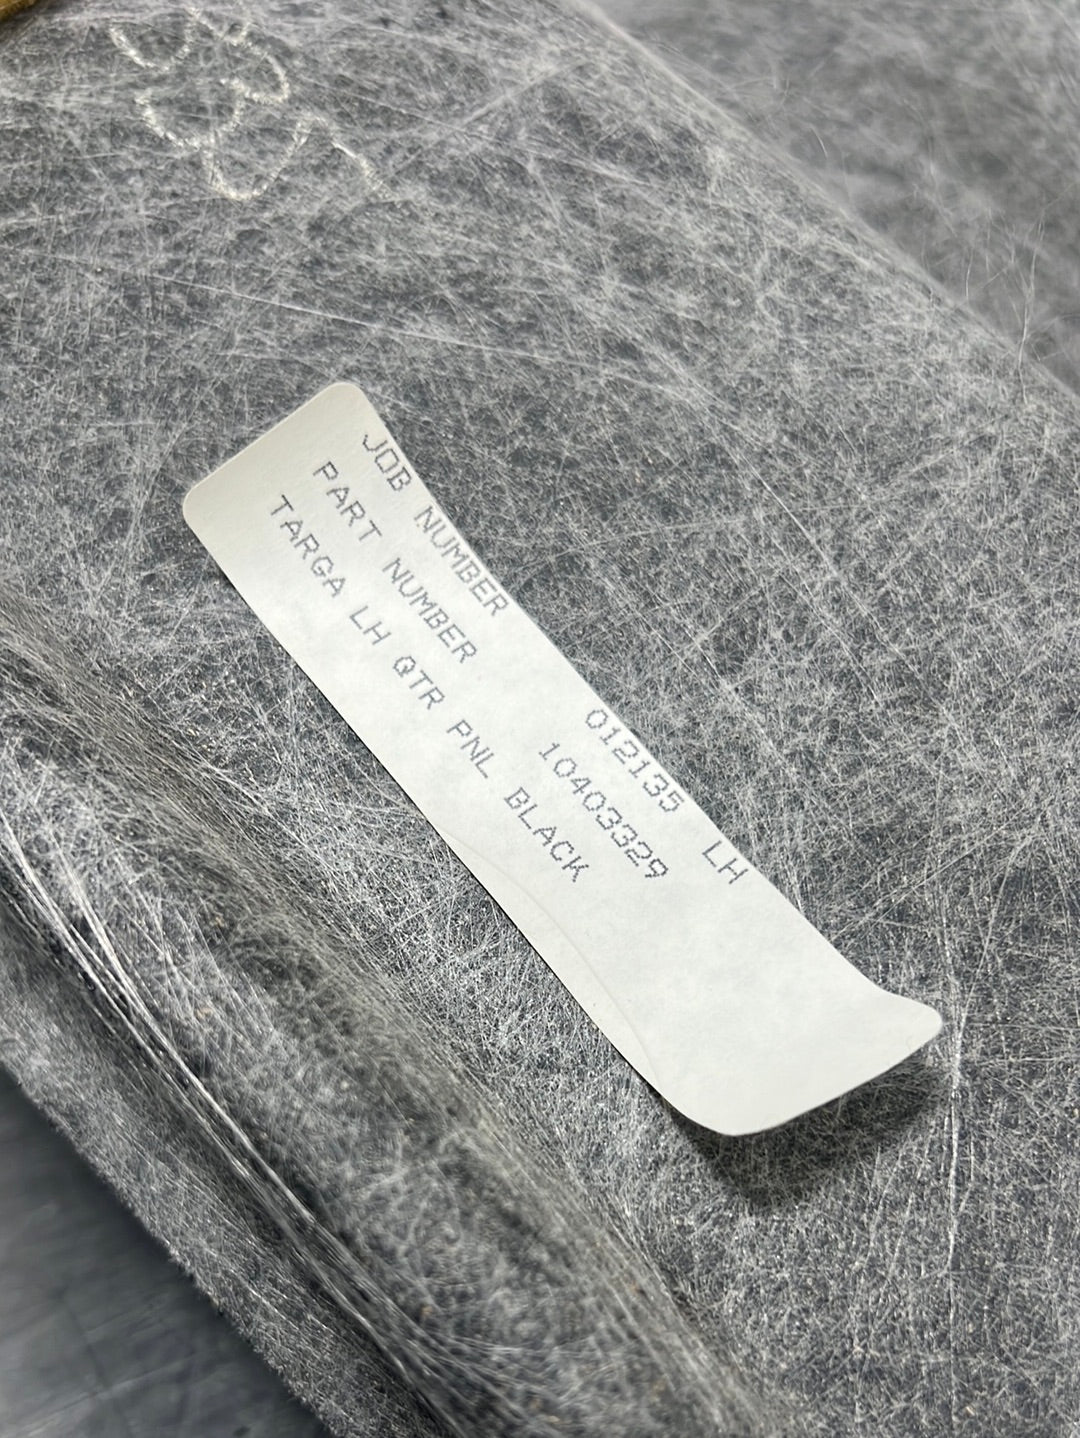 JOB NUMBER 012135 LH
PART NUMBER 10403329
TARGA LH QTR PNL BLACK